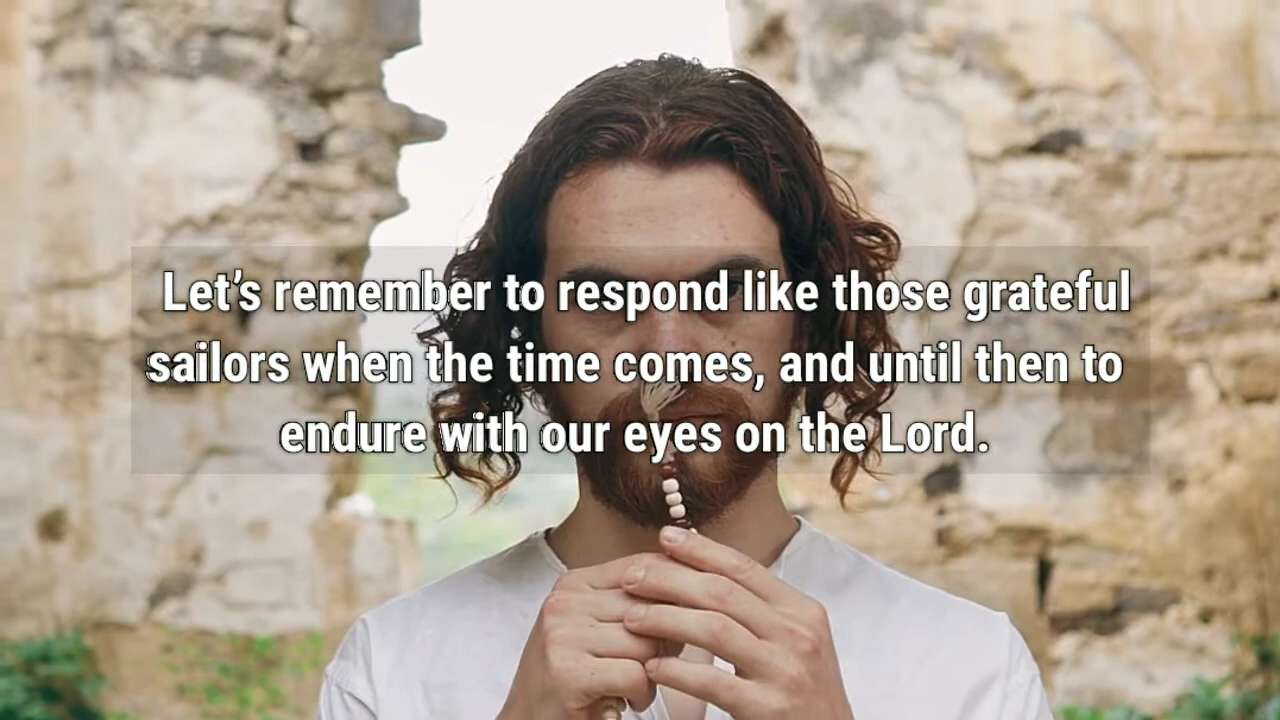 Let’s remember to respond like those grateful
sailors when the time comes, and until then to
endure with our eyes on the Lord.